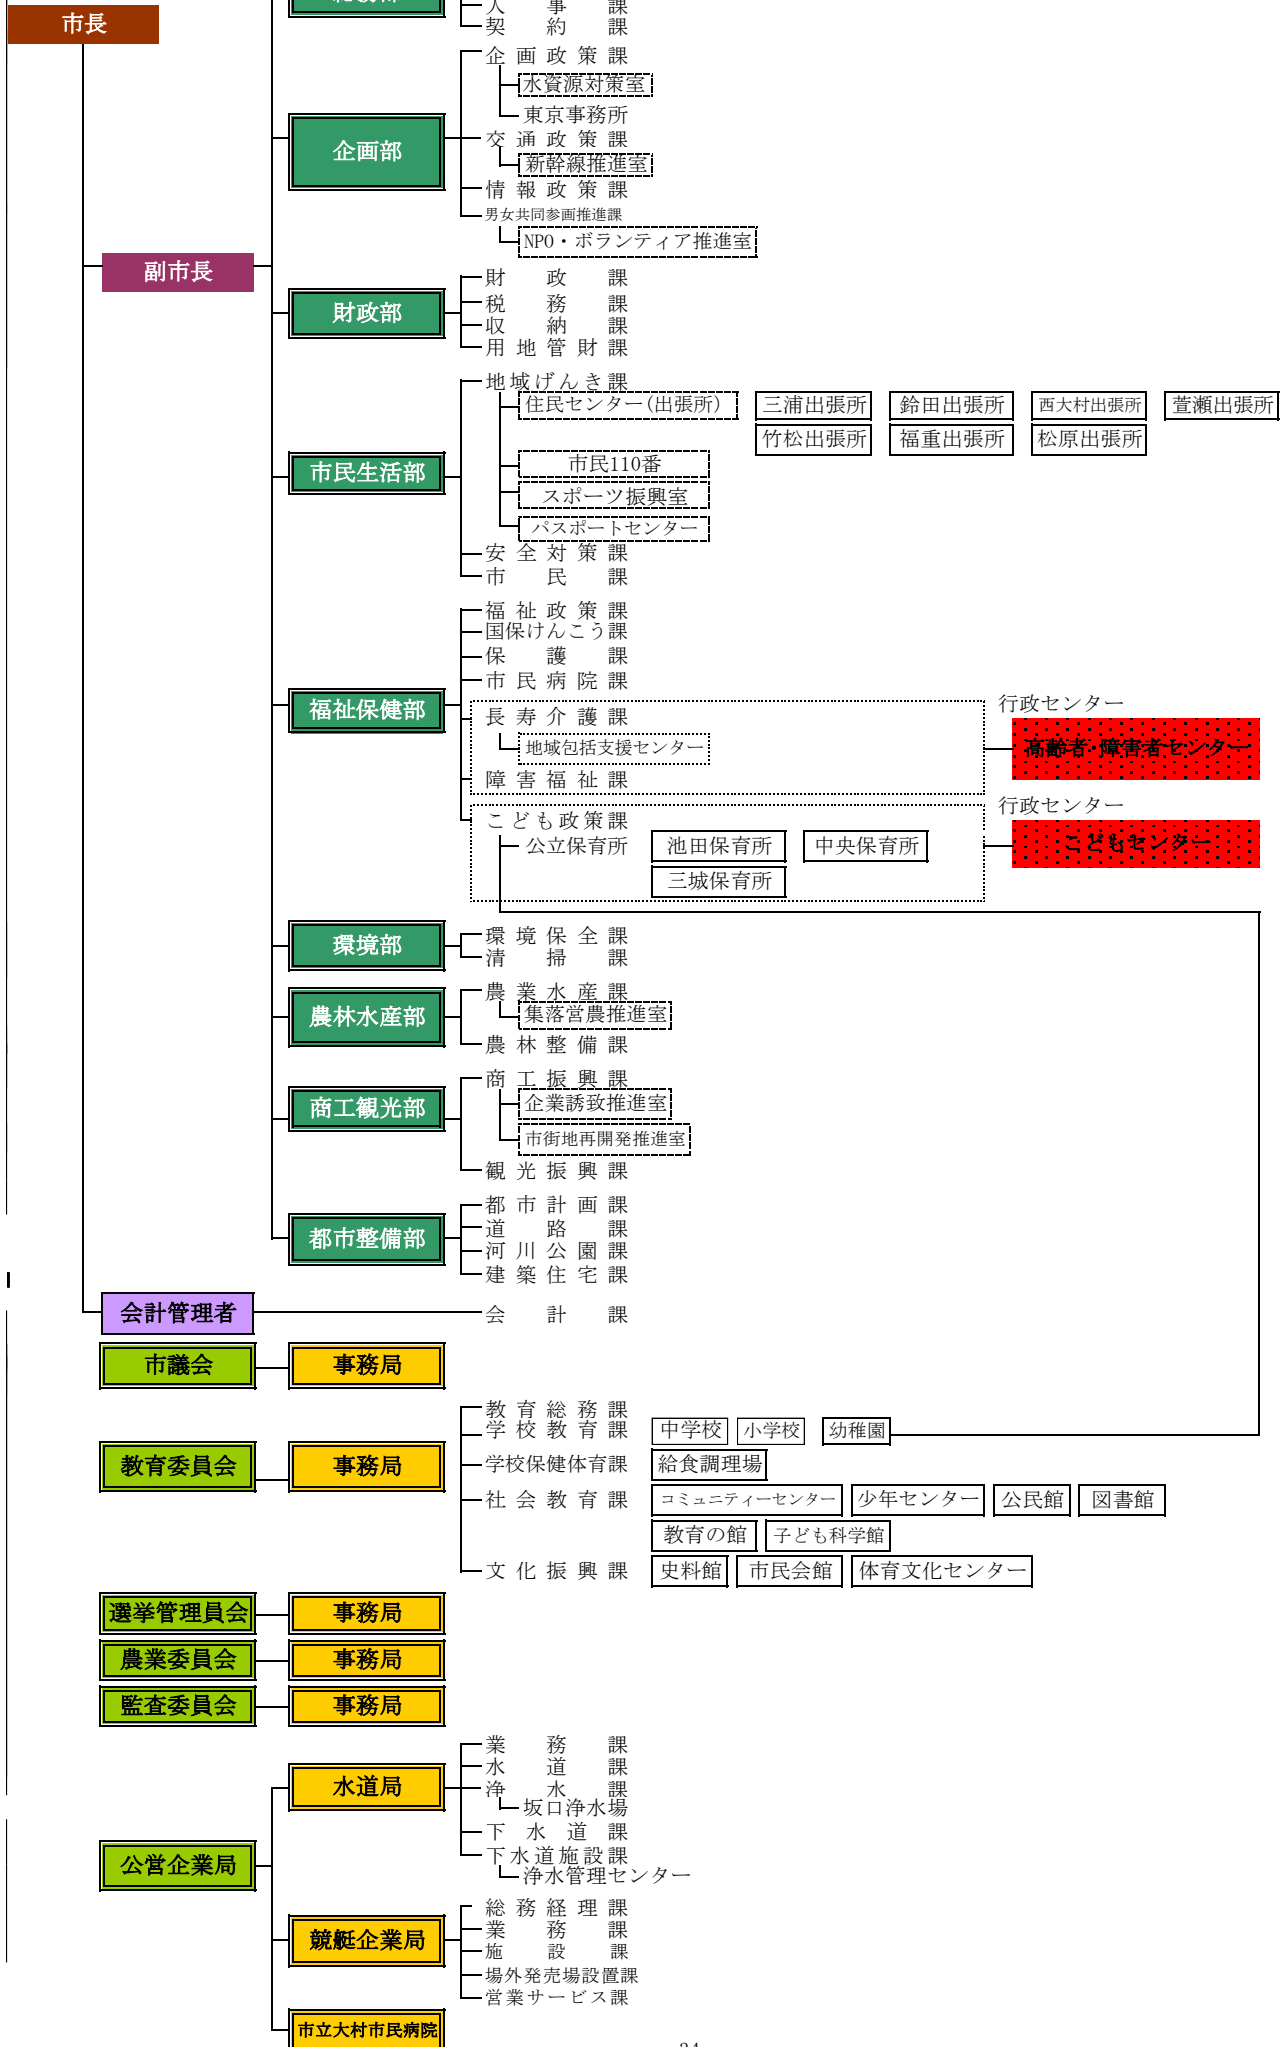 人事課
市長
契約課
企画政策課
水資源対策室
東京事務所
企画部
交通政策課
新幹線推進室
情報政策課
男女共同参画推進課
NPO・ボランティア推進室
副市長
財政課
財政部
税務課
収納課
用地管財課
地域げんき課
住民センター(出張所) 三浦出張所 鈴田出張所 西大村出張所 萱瀬出張所
竹松出張所 福重出張所 松原出張所
市民生活部
市民110番
スポーツ振興室
パスポートセンター
安全対策課
市民課
福祉政策課
国保けんこう課
保護課
市民病院課
福祉保健部
行政センター
長寿介護課
高齢者・障害者センター
地域包括支援センター
障害福祉課
行政センター
こども政策課
公立保育所 池田保育所 中央保育所
こどもセンター
三城保育所
環境部
環境保全課
清掃課
農林水産部
農業水産課
集落営農推進室
農林整備課
商工観光部
商工振興課
企業誘致推進室
市街地再開発推進室
観光振興課
都市整備部
都市計画課
道路課
河川公園課
建築住宅課
会計管理者 会計課
市議会 事務局
教育総務課
学校教育課 中学校 小学校 幼稚園
教育委員会 事務局
学校保健体育課 給食調理場
社会教育課 コミュニティーセンター 少年センター 公民館 図書館
教育の館 子ども科学館
文化振興課 史料館 市民会館 体育文化センター
選挙管理員会 事務局
農業委員会 事務局
監査委員会 事務局
業務課
水道課
水道局
浄水課
坂口浄水場
下水道課
下水道施設課
浄水管理センター
公営企業局
総務経理課
業務課
競艇企業局
施設課
場外発売場設置課
営業サービス課
市立大村市民病院